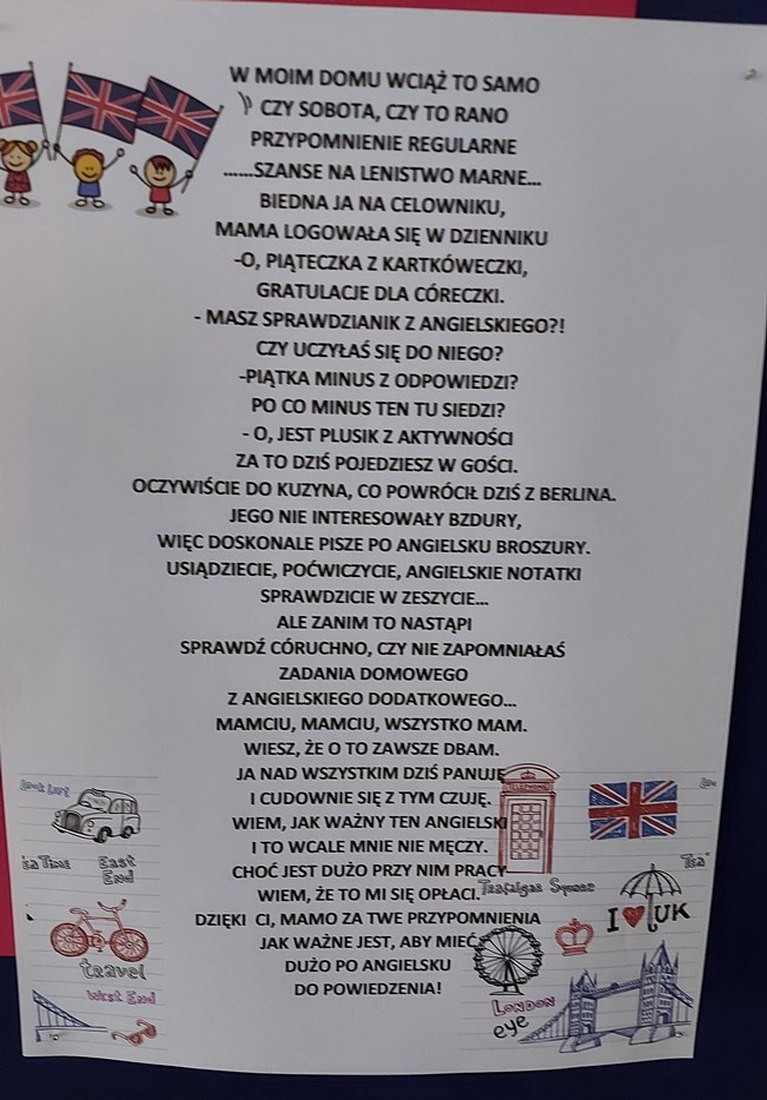 W MOIM DOMU WCIĄŻ TO SAMO
CZY SOBOTA, CZY TO RANO
PRZYPOMNIENIE REGULARNE
......SZANSE NA LENISTWO MARNE...
BIEDNA JA NA CELOWNIKU,
MAMA LOGOWAŁA SIĘ W DZIENNIKU
-O, PIĄTECZKA Z KARTKÓWECZKI,
GRATULACJE DLA CÓRECZKI.
- MASZ SPRAWDZIANIK Z ANGIELSKIEGO?!
CZY UCZYŁAŚ SIĘ DO NIEGO?
-PIĄTKA MINUS Z ODPOWIEDZI?
PO CO MINUS TEN TU SIEDZI?
- O, JEST PLUSIK Z AKTYWNOŚCI
ZA TO DZIŚ POJEDZIESZ W GOŚCI.
OCZYWIŚCIE DO KUZYNA, CO POWRÓCIŁ DZIŚ Z BERLINA.
JEGO NIE INTERESOWAŁY BZDURY,
WIĘC DOSKONALE PISZE PO ANGIELSKU BROSZURY.
USIĄDZIECIE, POĆWICZYCIE, ANGIELSKIE NOTATKI
SPRAWDZICIE W ZESZYCIE...
ALE ZANIM TO NASTĄPI
SPRAWDŹ CÓRUCHNO, CZY NIE ZAPOMNIAŁAŚ
ZADANIA DOMOWEGO
Z ANGIELSKIEGO DODATKOWEGO...
MAMCIU, MAMCIU, WSZYSTKO MAM.
WIESZ, ŻE O TO ZAWSZE DBAM.
JA NAD WSZYSTKIM DZIŚ PANUJĘ
I CUDOWNIE SIĘ Z TYM CZUJĘ.
WIEM, JAK WAŻNY TEN ANGIELSKI
I TO WCALE MNIE NIE MĘCZY.
CHOĆ JEST DUŻO PRZY NIM PRACY
WIEM, ŻE TO MI SIĘ OPŁACI.
DZIĘKI CI, MAMO ZA TWE PRZYPOMNIENIA
JAK WAŻNE JEST, ABY MIEĆ
DUŻO PO ANGIELSKU
DO POWIEDZENIA!
East
End
travel
West End
TELEPHONE
Trafalgar Square
Tea
I UK
LONDON
eye